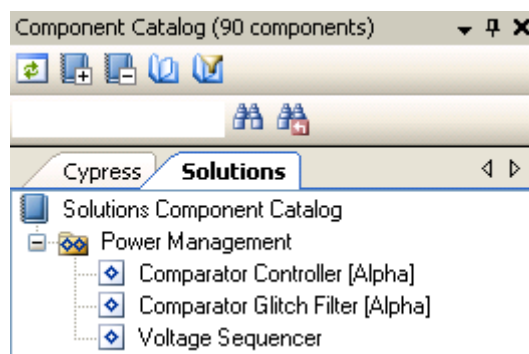 Component Catalog (90 components)
Cypress Solutions
Solutions Component Catalog
Power Management
Comparator Controller [Alpha]
Comparator Glitch Filter [Alpha]
Voltage Sequencer